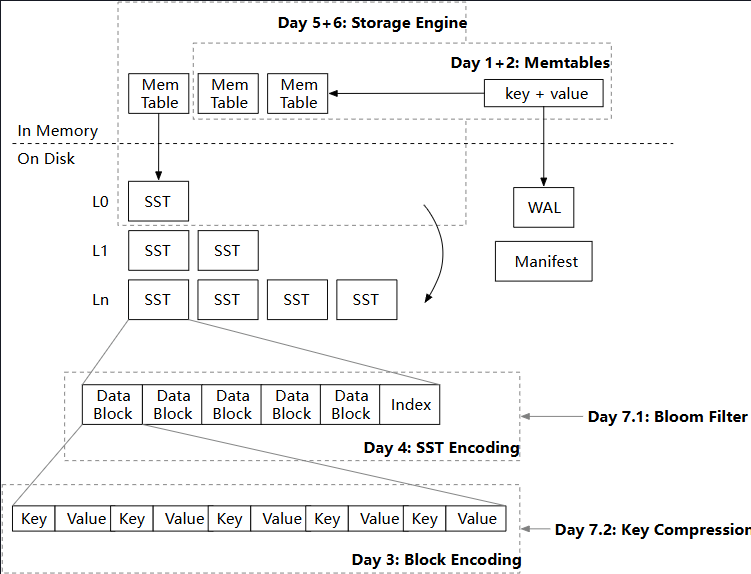 Day 5+6: Storage Engine
Day 1+2: Memtables
Mem Table
Mem Table
Mem Table
key + value
In Memory
On Disk
L0
SST
WAL
L1
SST
SST
Manifest
Ln
SST
SST
SST
SST
Data Block
Data Block
Data Block
Data Block
Data Block
Index
Day 7.1: Bloom Filter
Day 4: SST Encoding
Key
Value
Key
Value
Key
Value
Key
Value
Key
Value
Day 7.2: Key Compression
Day 3: Block Encoding